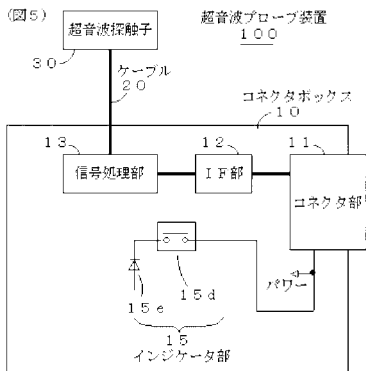 (図5)
超音波探触子
超音波プローブ装置
100
30
ケーブル
20
コネクタボックス
10
13
12
11
信号処理部
IF部
コネクタ部
15d
パワー
15e
15
インジケータ部